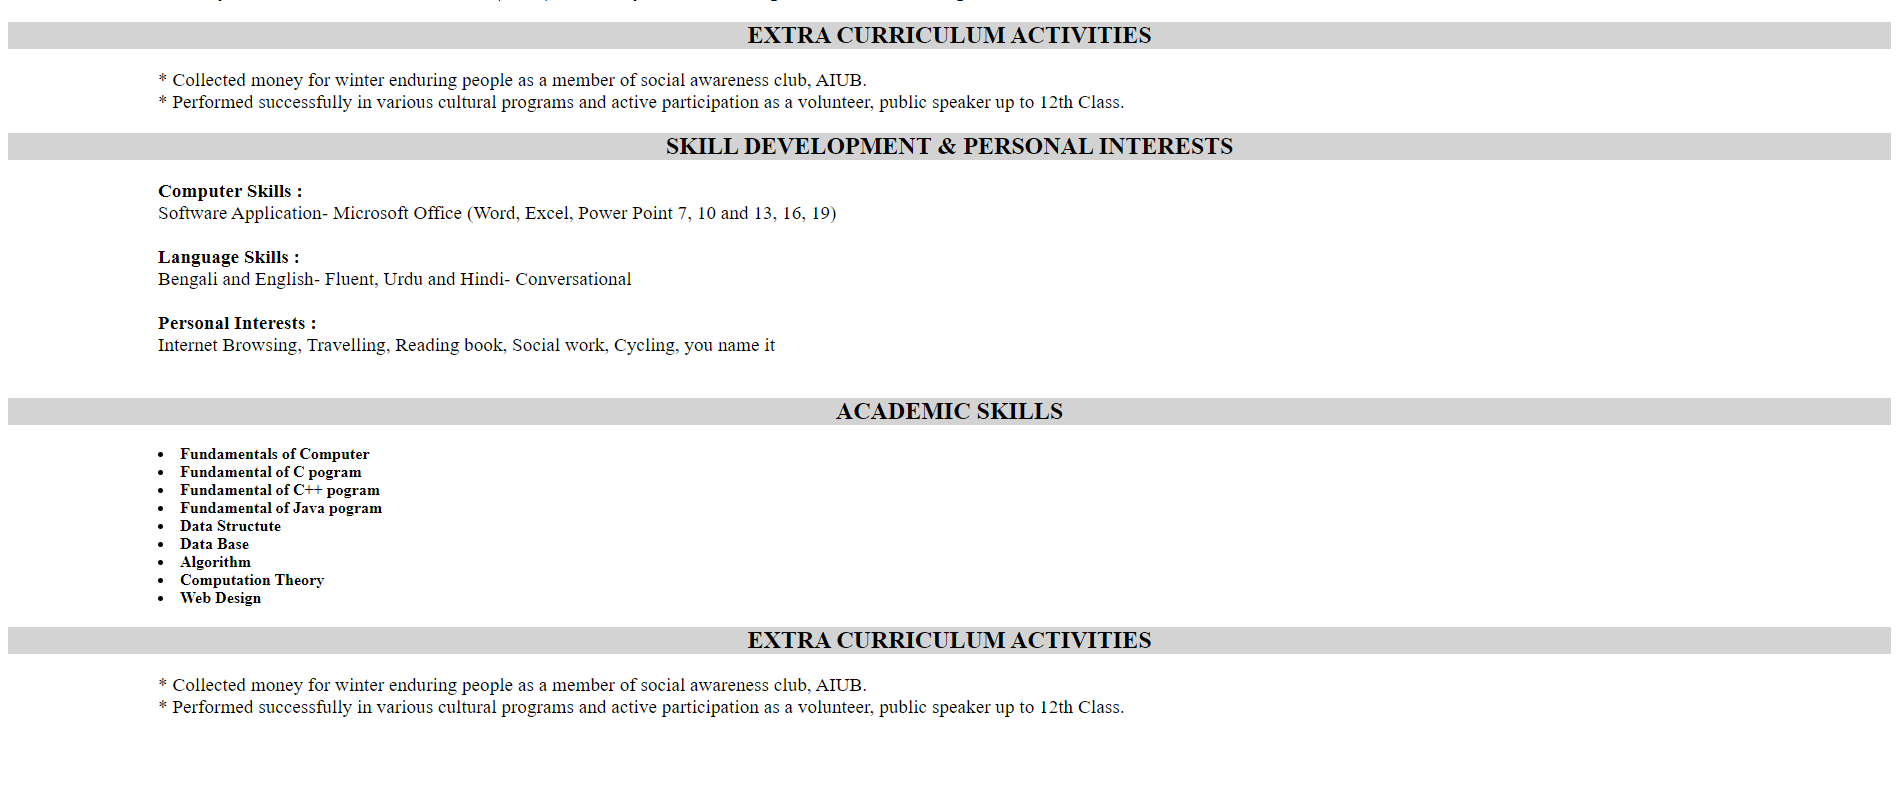 EXTRA CURRICULUM ACTIVITIES
* Collected money for winter enduring people as a member of social awareness club, AIUB.
* Performed successfully in various cultural programs and active participation as a volunteer, public speaker up to 12th Class.
SKILL DEVELOPMENT & PERSONAL INTERESTS
Computer Skills :
Software Application- Microsoft Office (Word, Excel, Power Point 7, 10 and 13, 16, 19)
Language Skills :
Bengali and English- Fluent, Urdu and Hindi- Conversational
Personal Interests :
Internet Browsing, Travelling, Reading book, Social work, Cycling, you name it
ACADEMIC SKILLS
• Fundamentals of Computer
• Fundamental of C pogram
• Fundamental of C++ pogram
• Fundamental of Java pogram
• Data Structute
• Data Base
• Algorithm
• Computation Theory
• Web Design
EXTRA CURRICULUM ACTIVITIES
* Collected money for winter enduring people as a member of social awareness club, AIUB.
* Performed successfully in various cultural programs and active participation as a volunteer, public speaker up to 12th Class.